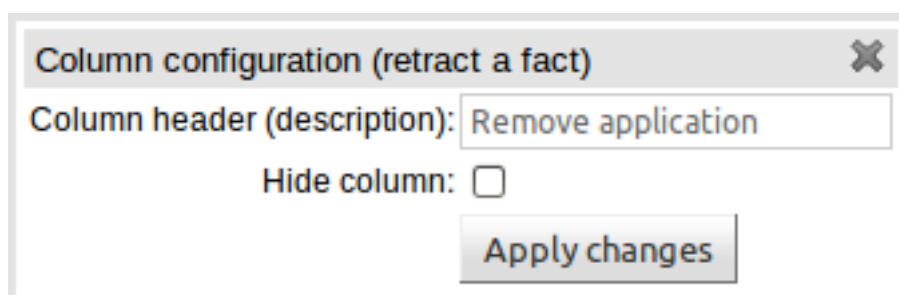 Column configuration (retract a fact)
Column header (description): Remove application
Hide column:
Apply changes